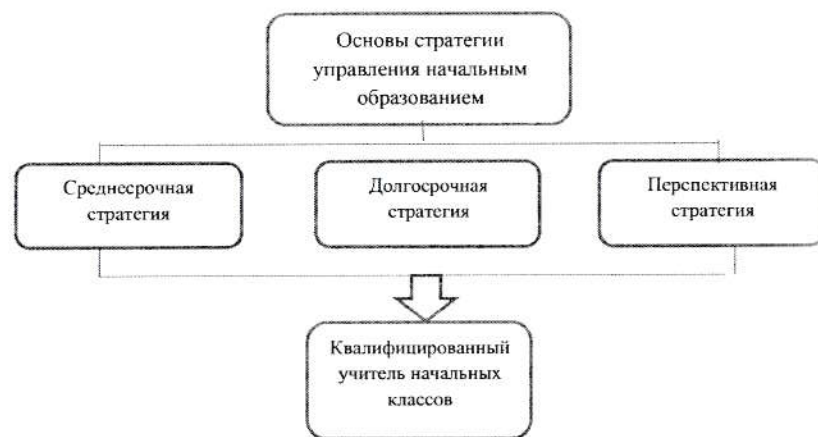 Основы стратегии
управления начальным
образованием
Среднесрочная
стратегия
Долгосрочная
стратегия
Перспективная
стратегия
Квалифицированный
учитель начальных
классов